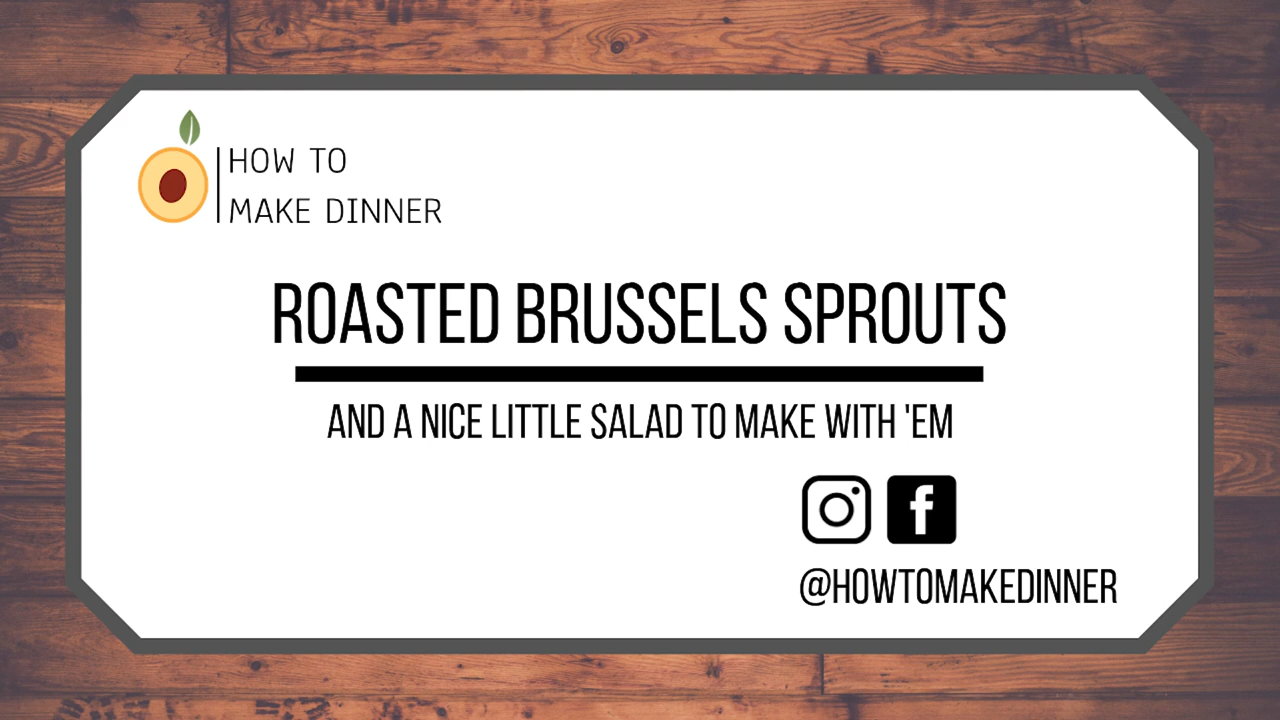 HOW TO
MAKE DINNER
ROASTED BRUSSELS SPROUTS
AND A NICE LITTLE SALAD TO MAKE WITH 'EM
@HOWTOMAKEDINNER